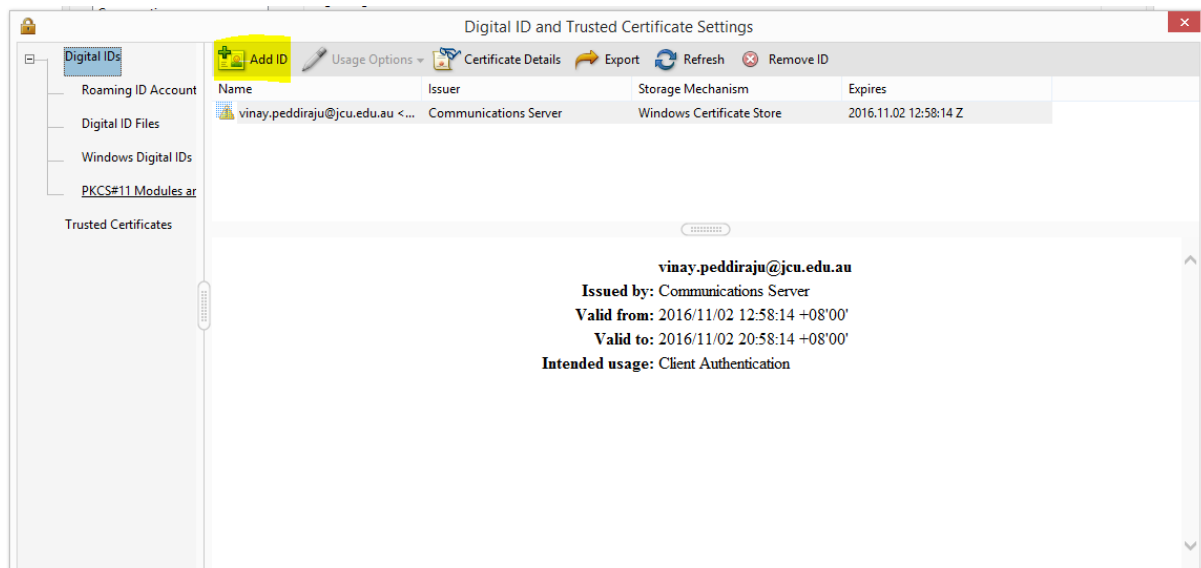 Digital ID and Trusted Certificate Settings
Digital IDs
Roaming ID Account
Digital ID Files
Windows Digital IDs
PKCS#11 Modules ar
Trusted Certificates
Add ID Usage Options Certificate Details Export Refresh Remove ID
Name Issuer Storage Mechanism Expires
vinay.peddiraju@jcu.edu.au <... Communications Server Windows Certificate Store 2016.11.02 12:58:14 Z
vinay.peddiraju@jcu.edu.au
Issued by: Communications Server
Valid from: 2016/11/02 12:58:14 +08'00'
Valid to: 2016/11/02 20:58:14 +08'00'
Intended usage: Client Authentication